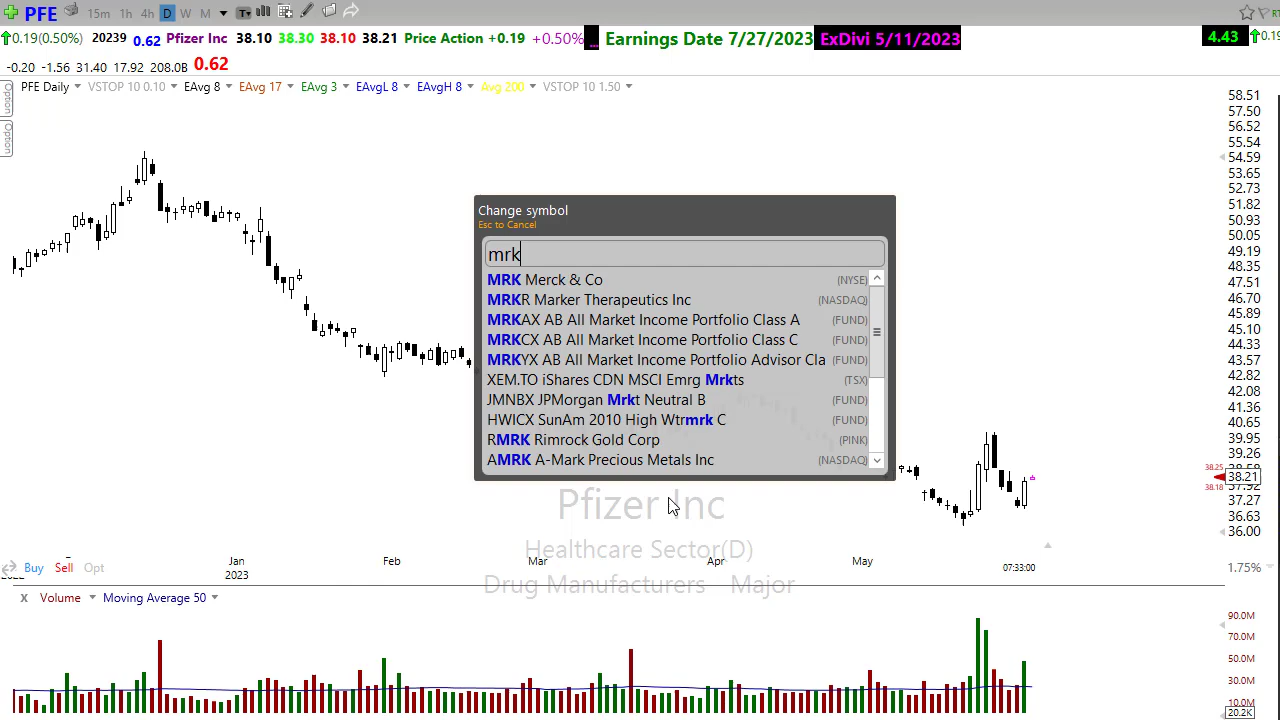 PFE 15m 1h 4h D W M T
0.19(0.50%) 20239 0.62 Pfizer Inc 38.10 38.30 38.10 38.21 Price Action +0.19 +0.50% ... Earnings Date 7/27/2023 ExDivi 5/11/2023 4.43 0.19
-0.20 -1.56 31.40 17.92 208.0B 0.62
PFE Daily VSTOP 10 0.10 EAvg 8 EAvg 17 EAvg 3 EAvgL 8 EAvgH 8 Avg 200 VSTOP 10 1.50
Option
Option
58.51
57.50
56.52
55.54
54.59
53.65
52.73
51.82
50.93
50.05
49.19
48.35
47.51
46.70
45.89
45.10
44.33
43.57
42.82
42.08
41.36
40.65
39.95
39.26
38.25
38.21
38.18
37.27
36.63
36.00
Change symbol
Esc to Cancel
mrk
MRK Merck & Co (NYSE)
MRKR Marker Therapeutics Inc (NASDAQ)
MRKAX AB All Market Income Portfolio Class A (FUND)
MRKCX AB All Market Income Portfolio Class C (FUND)
MRKYX AB All Market Income Portfolio Advisor Cla (FUND)
XEM.TO iShares CDN MSCI Emrg Mrkts (TSX)
JMNBX JPMorgan Mrkt Neutral B (FUND)
HWICX SunAm 2010 High Wtrmrk C (FUND)
RMRK Rimrock Gold Corp (PINK)
AMRK A-Mark Precious Metals Inc (NASDAQ)
Pfizer Inc
Healthcare Sector(D)
Drug Manufacturers Major
Jan Feb Mar Apr May
2023
07:33:00
1.75%
Buy Sell Opt
X Volume Moving Average 50
90.0M
70.0M
50.0M
30.0M
10.0M
20.2K